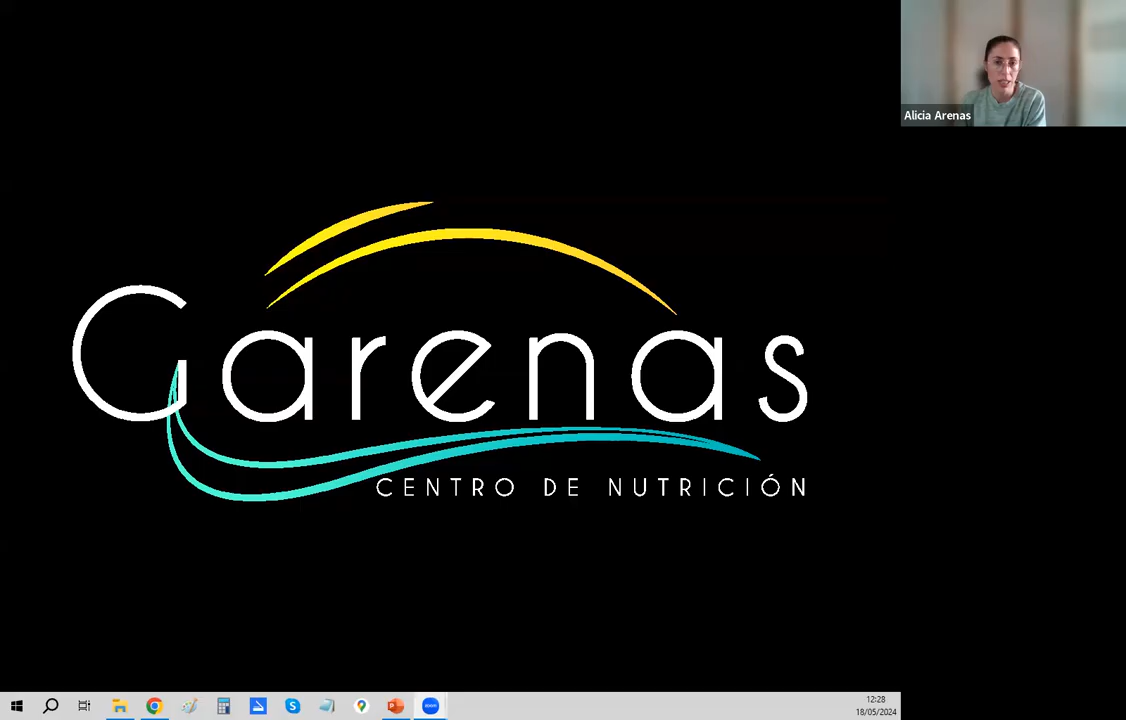 Alicia Arenas
Garenas
CENTRO DE NUTRICIÓN
12:28
18/05/2024